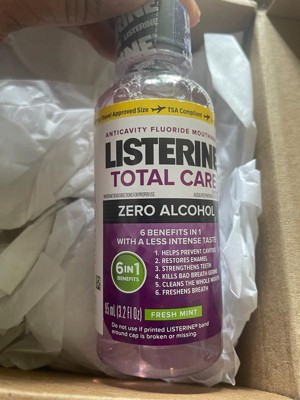 LISTERINE
Travel Approved Size TSA Compliant
ANTICAVITY FLUORIDE MOUTHWASH
LISTERINE
TOTAL CARE
ZERO ALCOHOL
6 BENEFITS IN 1
WITH A LESS INTENSE TASTE
6 IN 1
BENEFITS
1. HELPS PREVENT CAVITIES
2. RESTORES ENAMEL
3. STRENGTHENS TEETH
4. KILLS BAD BREATH GERMS
5. CLEANS THE WHOLE MOUTH
6. FRESHENS BREATH
95 ml (3.2 fl Oz)
FRESH MINT
Do not use if printed LISTERINE® band
around cap is broken or missing.